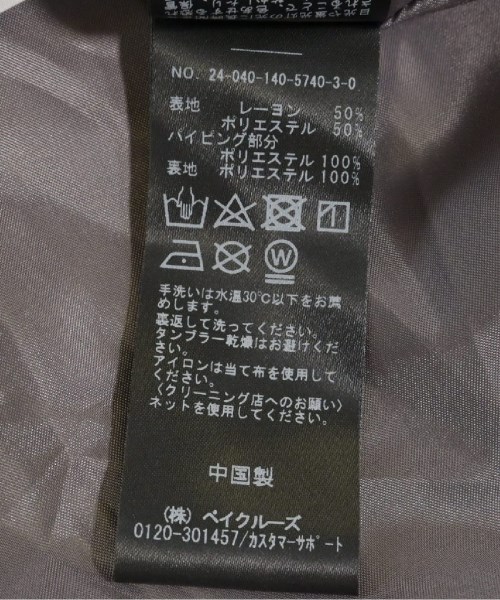 NO. 24-040-140-5740-3-0
表地 レーヨン 50%
ポリエステル 50%
パイピング部分
ポリエステル 100%
裏地 ポリエステル 100%
W
手洗いは水温30℃以下をお薦
めします。
裏返して洗ってください。
タンブラー乾燥はお避けくだ
さい。
アイロンは当て布を使用して
ください。
〈クリーニング店へのお願い〉
ネットを使用してください。
中国製
(株) ベイクルーズ
0120-301457/カスタマーサポート